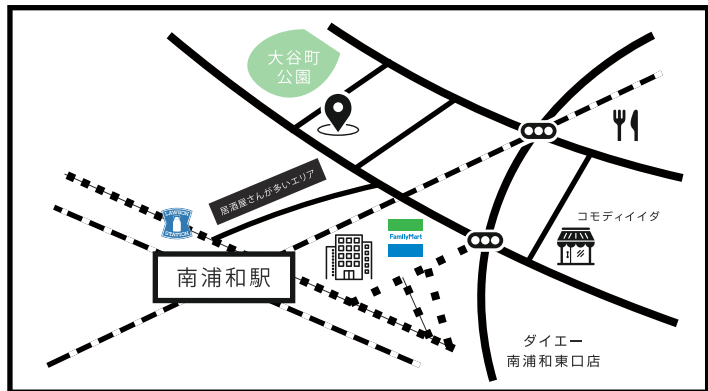 大谷町
公園
居酒屋さんが多いエリア
LAWSON
STATION
コモディイイダ
FamilyMart
南浦和駅
ダイエー
南浦和東口店